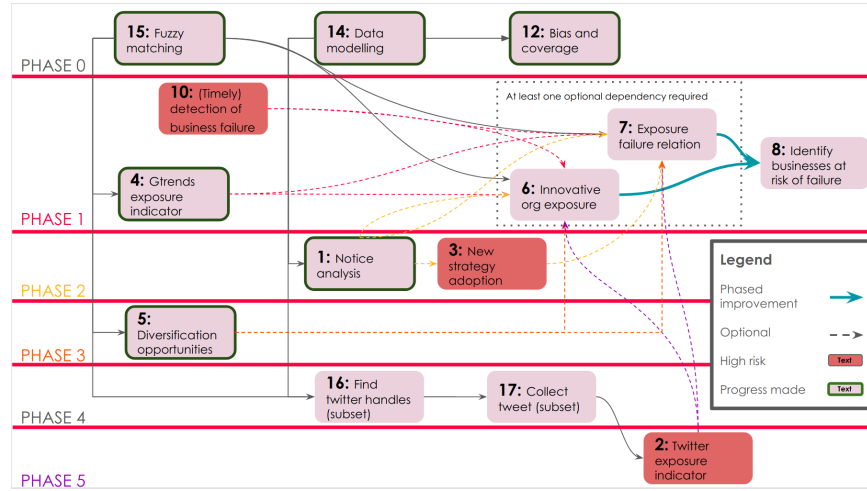 15: Fuzzy
matching
14: Data
modelling
12: Bias and
coverage
PHASE 0
10: (Timely)
detection of
business failure
At least one optional dependency required
7: Exposure
failure relation
8: Identify
businesses at
risk of failure
4: Gtrends
exposure
indicator
6: Innovative
org exposure
PHASE 1
1: Notice
analysis
3: New
strategy
adoption
PHASE 2
5:
Diversification
opportunities
PHASE 3
16: Find
twitter handles
(subset)
17: Collect
tweet (subset)
PHASE 4
2: Twitter
exposure
indicator
PHASE 5
Legend
Phased
improvement
Optional
High risk
Text
Progress made
Text